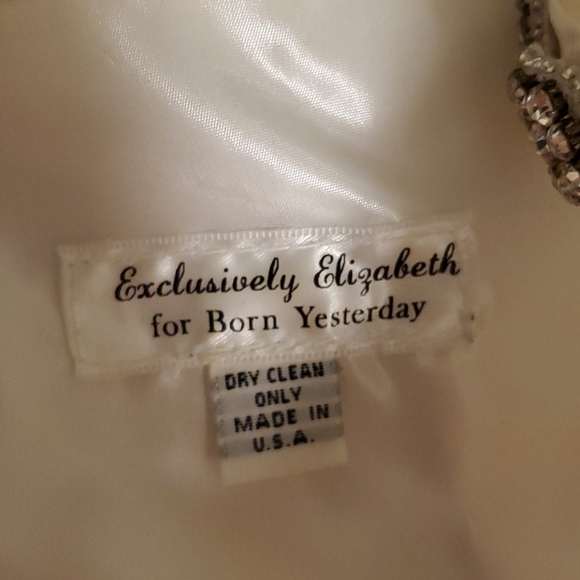 Exclusively Elizabeth
for Born Yesterday
DRY CLEAN
ONLY
MADE IN
U.S.A.